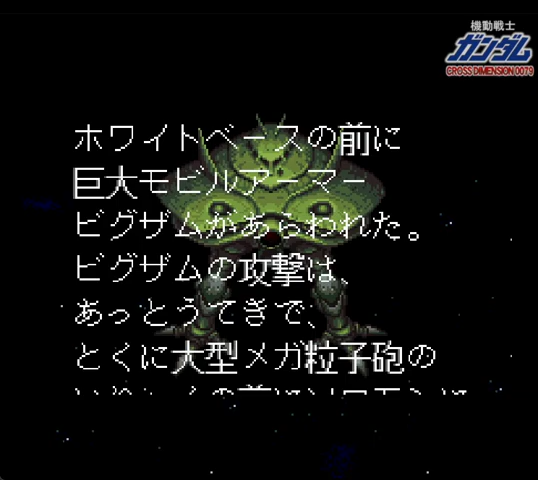 機動戦士
ガンダム
CROSS DIMENSION 0079
ホワイトベースの前に
巨大モビルアーマー
ビグザムがあらわれた。
ビグザムの攻撃は、
あっとうてきで、
とくに大型メガ粒子砲の